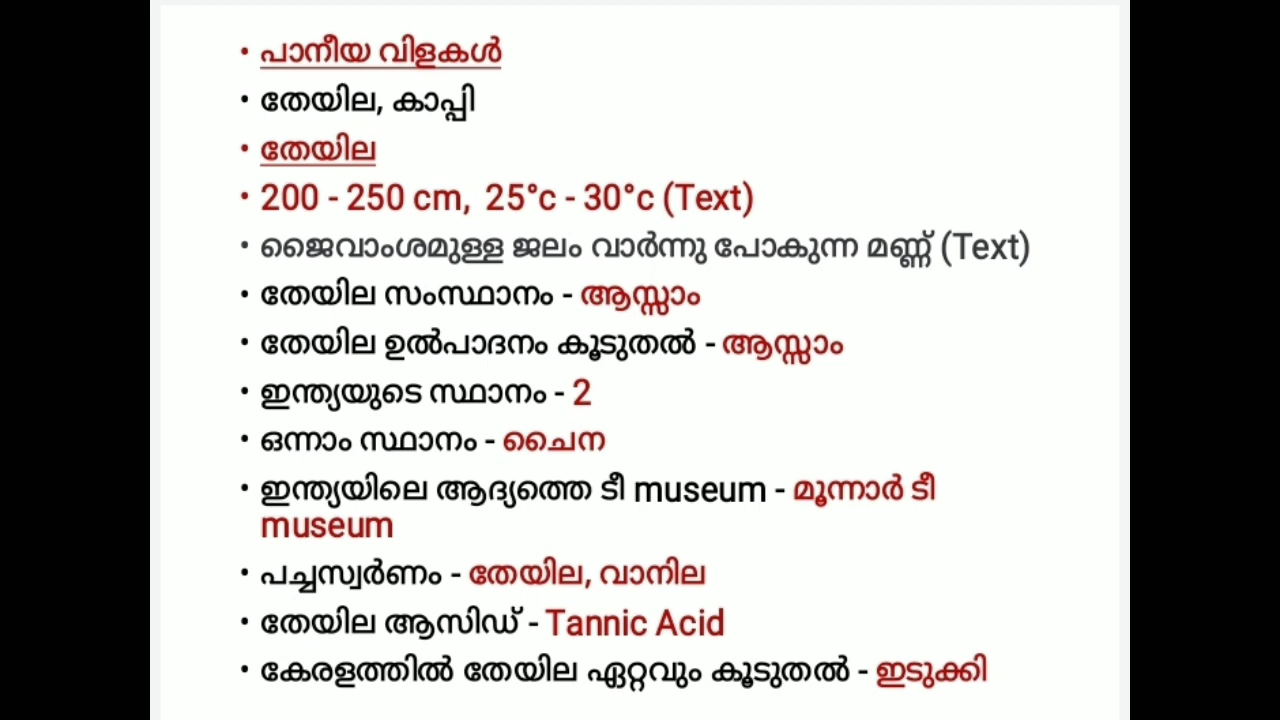 • പാനീയ വിളകൾ
• തേയില, കാപ്പി
• തേയില
• 200 - 250 cm, 25°c - 30°c (Text)
• ജൈവാംശമുള്ള ജലം വാർന്നു പോകുന്ന മണ്ണ് (Text)
• തേയില സംസ്ഥാനം - ആസ്സാം
• തേയില ഉൽപാദനം കൂടുതൽ - ആസ്സാം
• ഇന്ത്യയുടെ സ്ഥാനം - 2
• ഒന്നാം സ്ഥാനം - ചൈന
• ഇന്ത്യയിലെ ആദ്യത്തെ ടീ museum - മൂന്നാർ ടീ
museum
• പച്ചസ്വർണം - തേയില, വാനില
• തേയില ആസിഡ് - Tannic Acid
• കേരളത്തിൽ തേയില ഏറ്റവും കൂടുതൽ - ഇടുക്കി